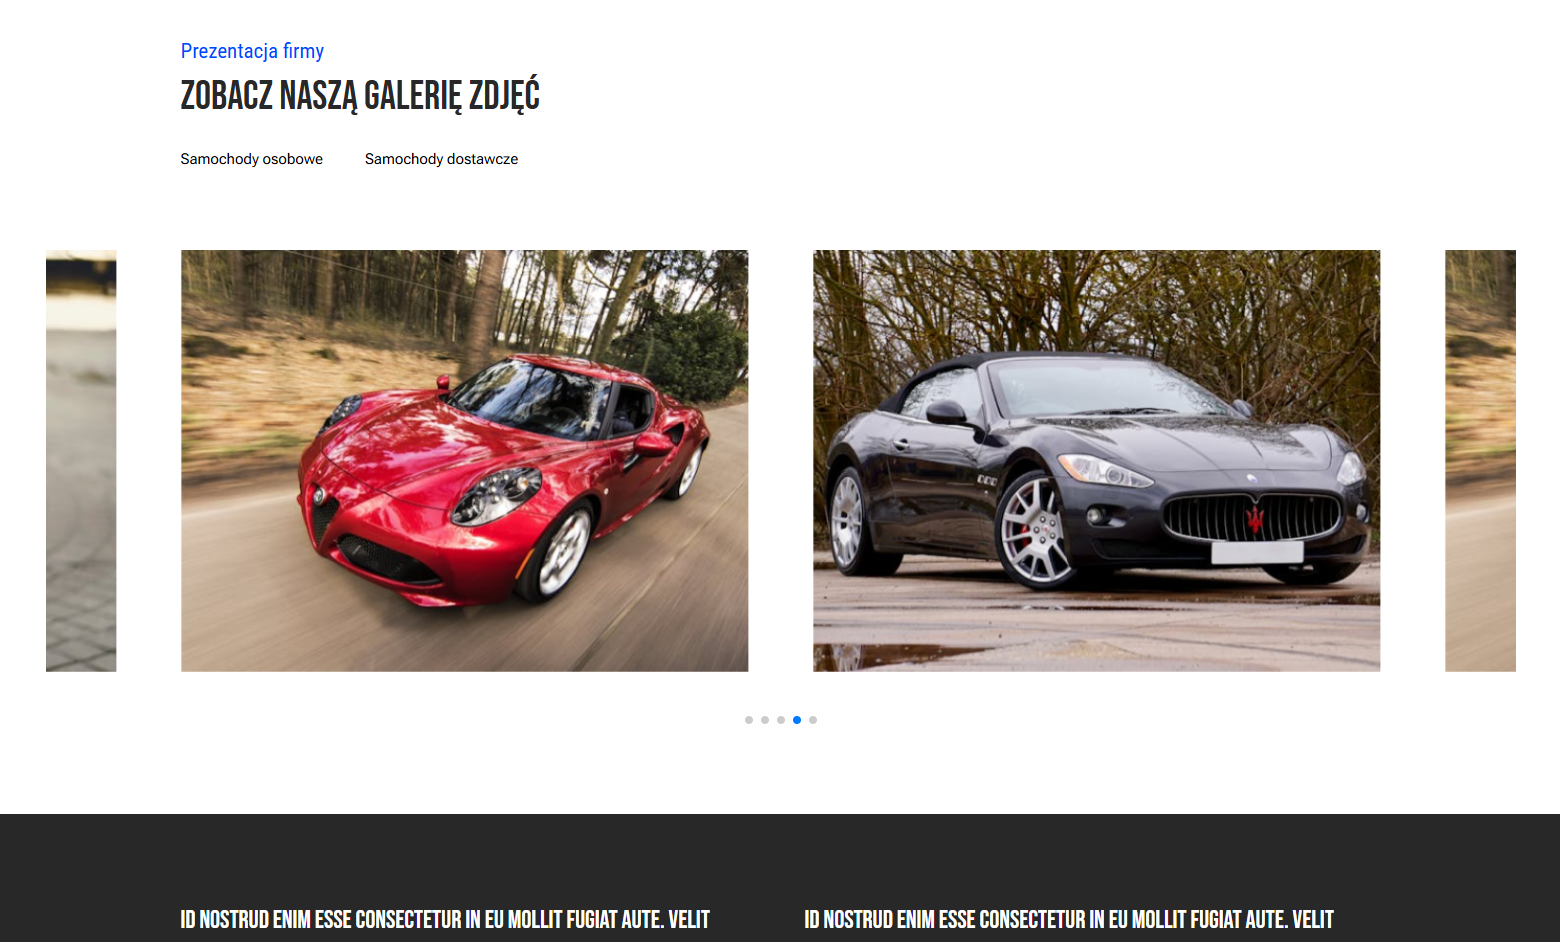 Prezentacja firmy
ZOBACZ NASZĄ GALERIĘ ZDJĘĆ
Samochody osobowe
Samochody dostawcze
ID NOSTRUD ENIM ESSE CONSECTETUR IN EU MOLLIT FUGIAT AUTE. VELIT
ID NOSTRUD ENIM ESSE CONSECTETUR IN EU MOLLIT FUGIAT AUTE. VELIT